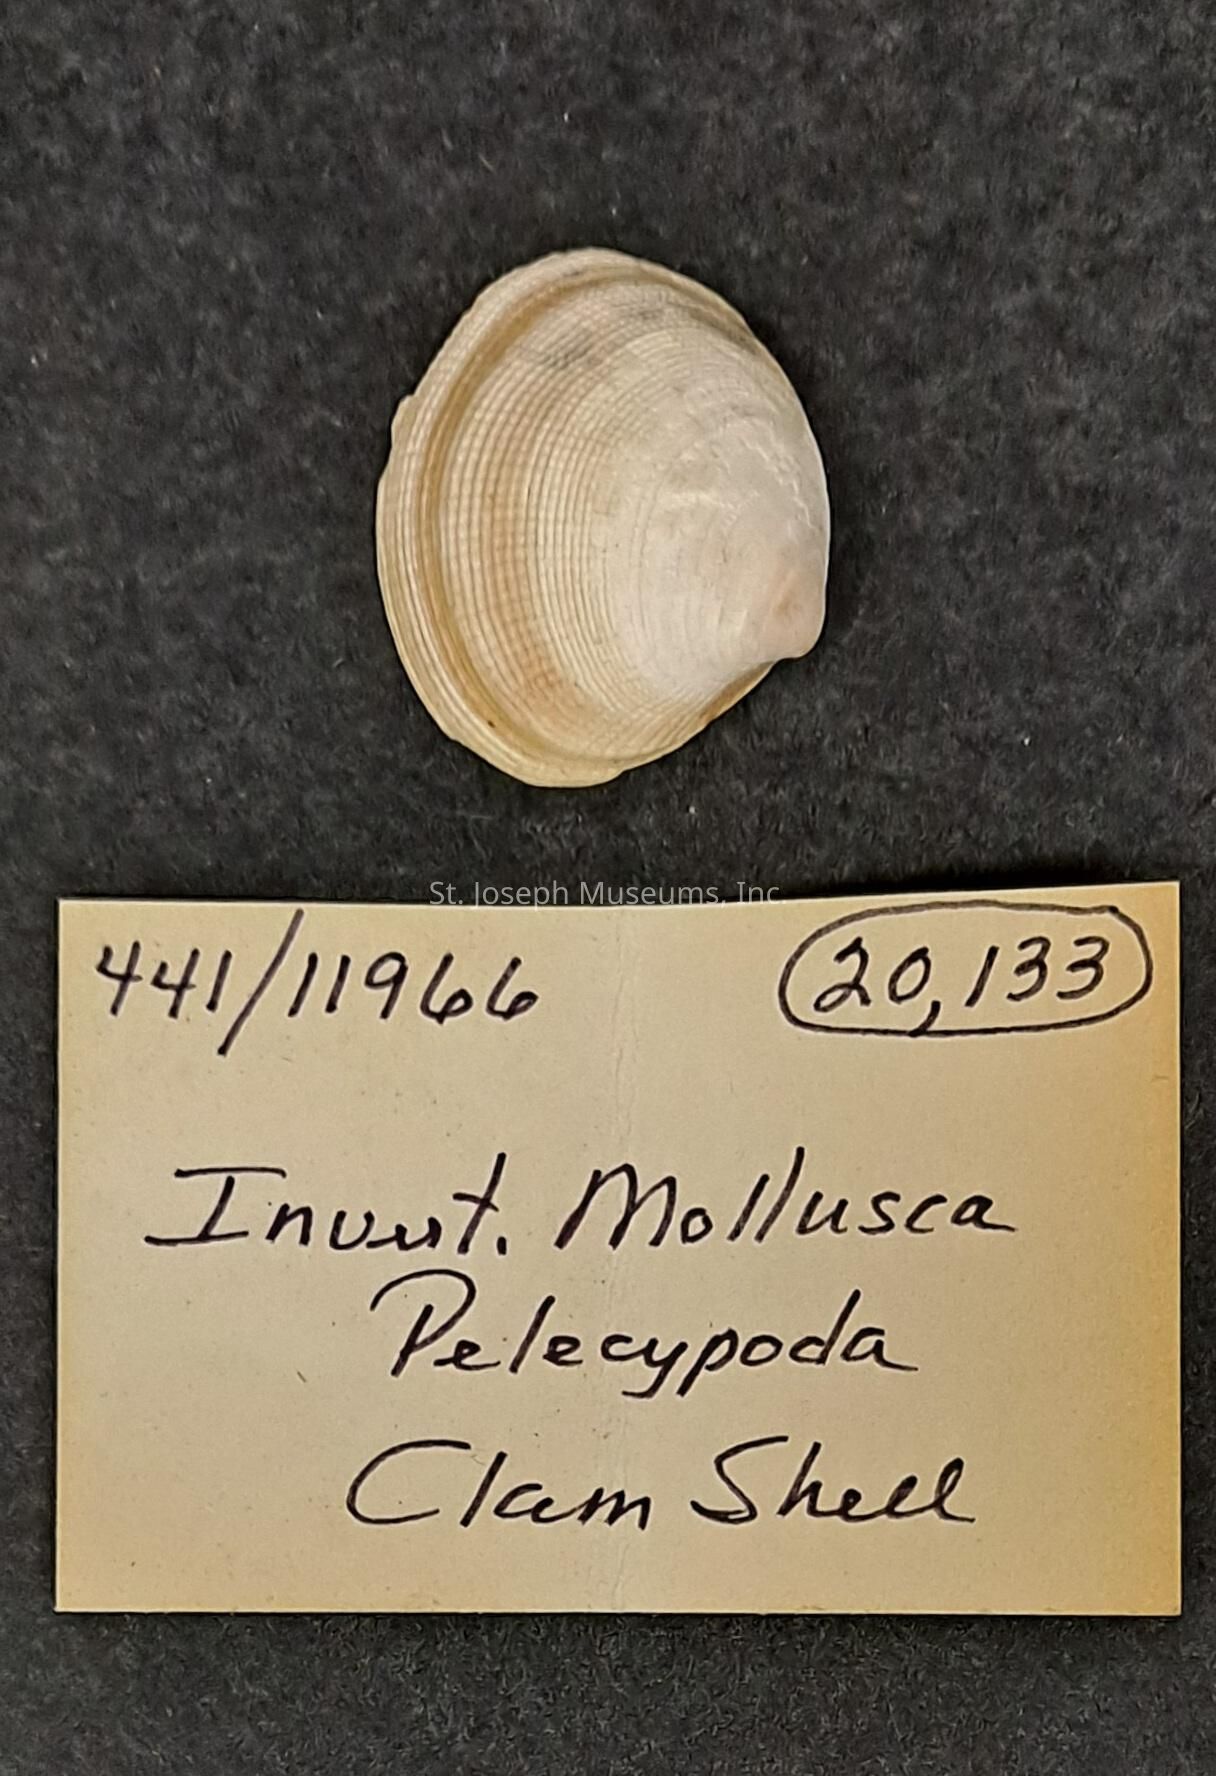 St. Joseph Museums, Inc.
441/11966 20,133
Invert. Mollusca
Pelecypoda
Clam Shell